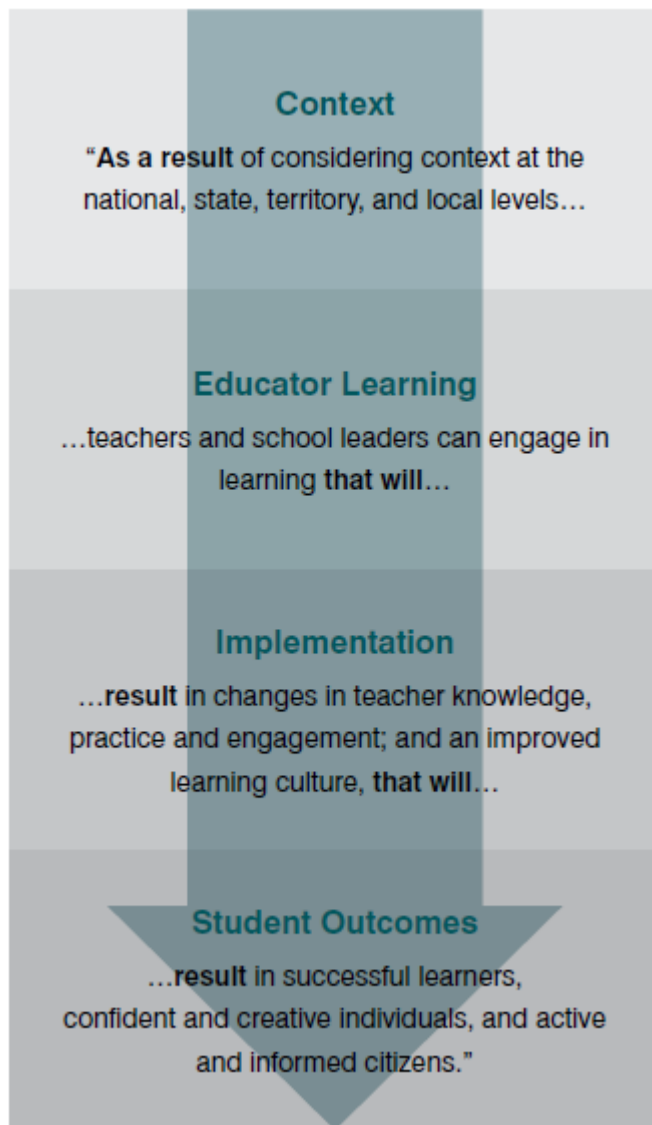 Context
“As a result of considering context at the
national, state, territory, and local levels…
Educator Learning
…teachers and school leaders can engage in
learning that will…
Implementation
…result in changes in teacher knowledge,
practice and engagement; and an improved
learning culture, that will…
Student Outcomes
…result in successful learners,
confident and creative individuals, and active
and informed citizens.”